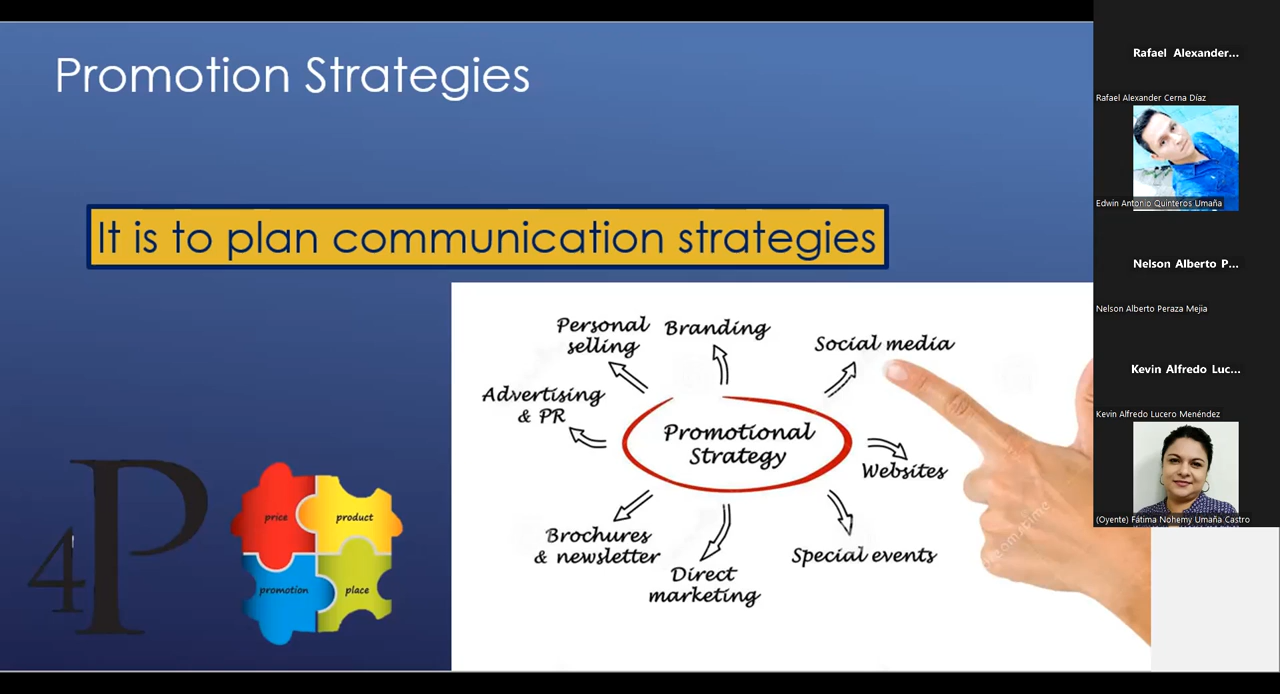 Promotion Strategies
It is to plan communication strategies
Personal
selling
Branding
Social media
Advertising
& PR
Promotional
Strategy
Websites
Brochures
& newsletter
Direct
marketing
Special events
4P
price
product
promotion
place
Rafael Alexander...
Rafael Alexander Cerna Díaz
Edwin Antonio Quinteros Umaña
Nelson Alberto P...
Nelson Alberto Peraza Mejia
Kevin Alfredo Luc...
Kevin Alfredo Lucero Menéndez
(Oyente) Fátima Nohemy Umaña Castro